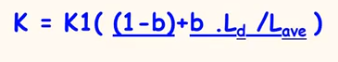 K = K1( (1-b)+b .Ld /Lave )